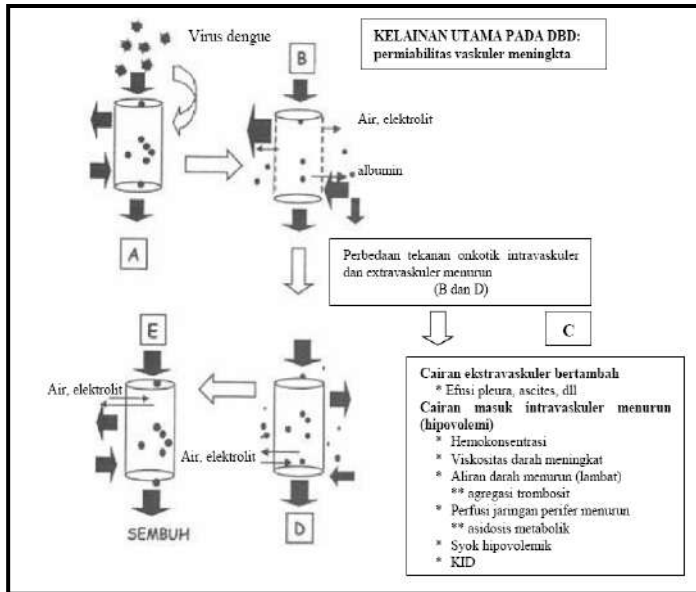 Virus dengue
KELAINAN UTAMA PADA DBD:
permiabilitas vaskuler meningkta
B
Air, elektrolit
albumin
A
Perbedaan tekanan onkotik intravaskuler
dan extravaskuler menurun
(B dan D)
C
E
Air, elektrolit
Air, elektrolit
D
SEMBUH
Cairan ekstravaskuler bertambah
* Efusi pleura, ascites, dll
Cairan masuk intravaskuler menurun
(hipovolemi)
* Hemokonsentrasi
* Viskositas darah meningkat
* Aliran darah menurun (lambat)
** agregasi trombosit
* Perfusi jaringan perifer menurun
** asidosis metabolik
* Syok hipovolemik
* KID